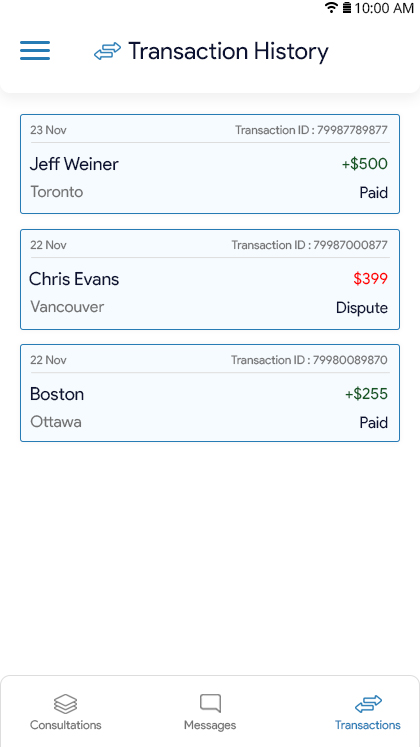 10:00 AM
Transaction History
23 Nov Transaction ID : 79987789877
Jeff Weiner +$500
Toronto Paid
22 Nov Transaction ID : 79987000877
Chris Evans $399
Vancouver Dispute
22 Nov Transaction ID : 79980089870
Boston +$255
Ottawa Paid
Consultations Messages Transactions